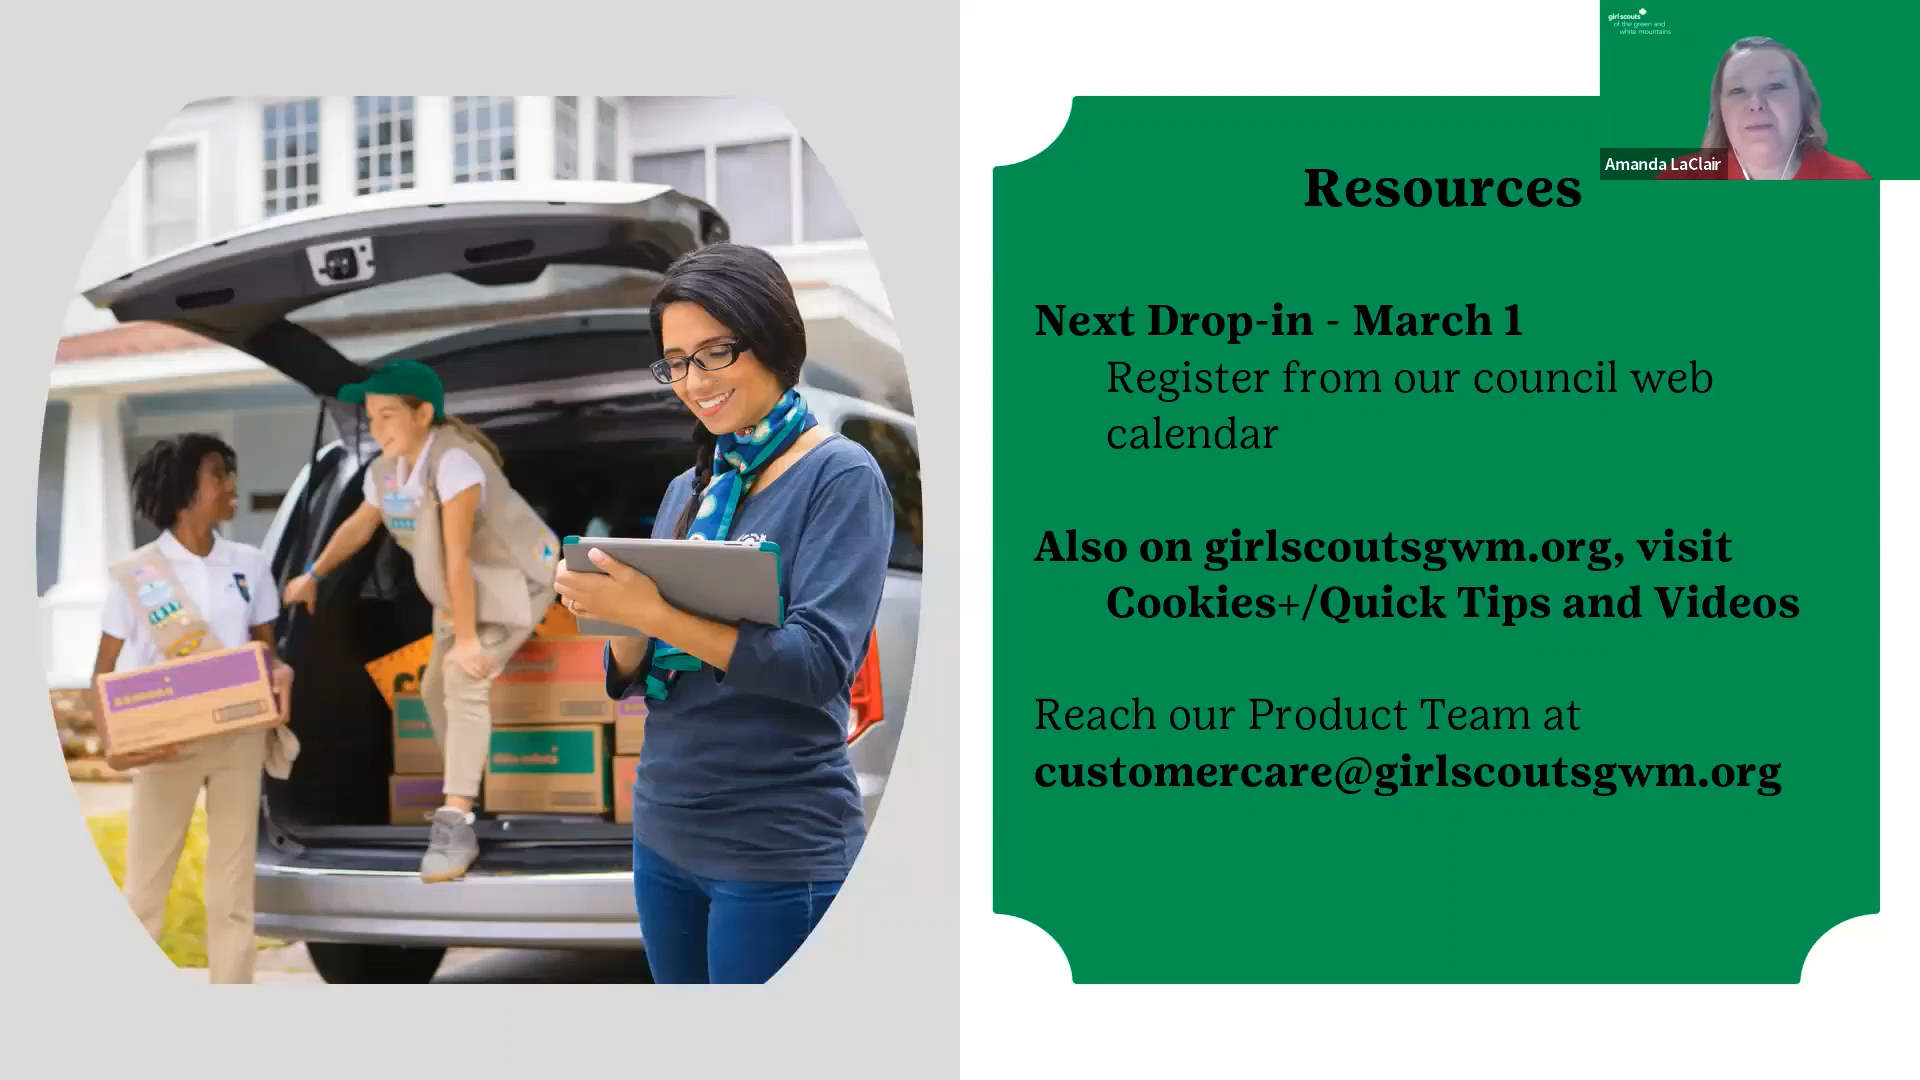 girl scouts
of the green and
white mountains
Amanda LaClair
Resources
Next Drop-in - March 1
Register from our council web
calendar
Also on girlscoutsgwm.org, visit
Cookies+/Quick Tips and Videos
Reach our Product Team at
customercare@girlscoutsgwm.org